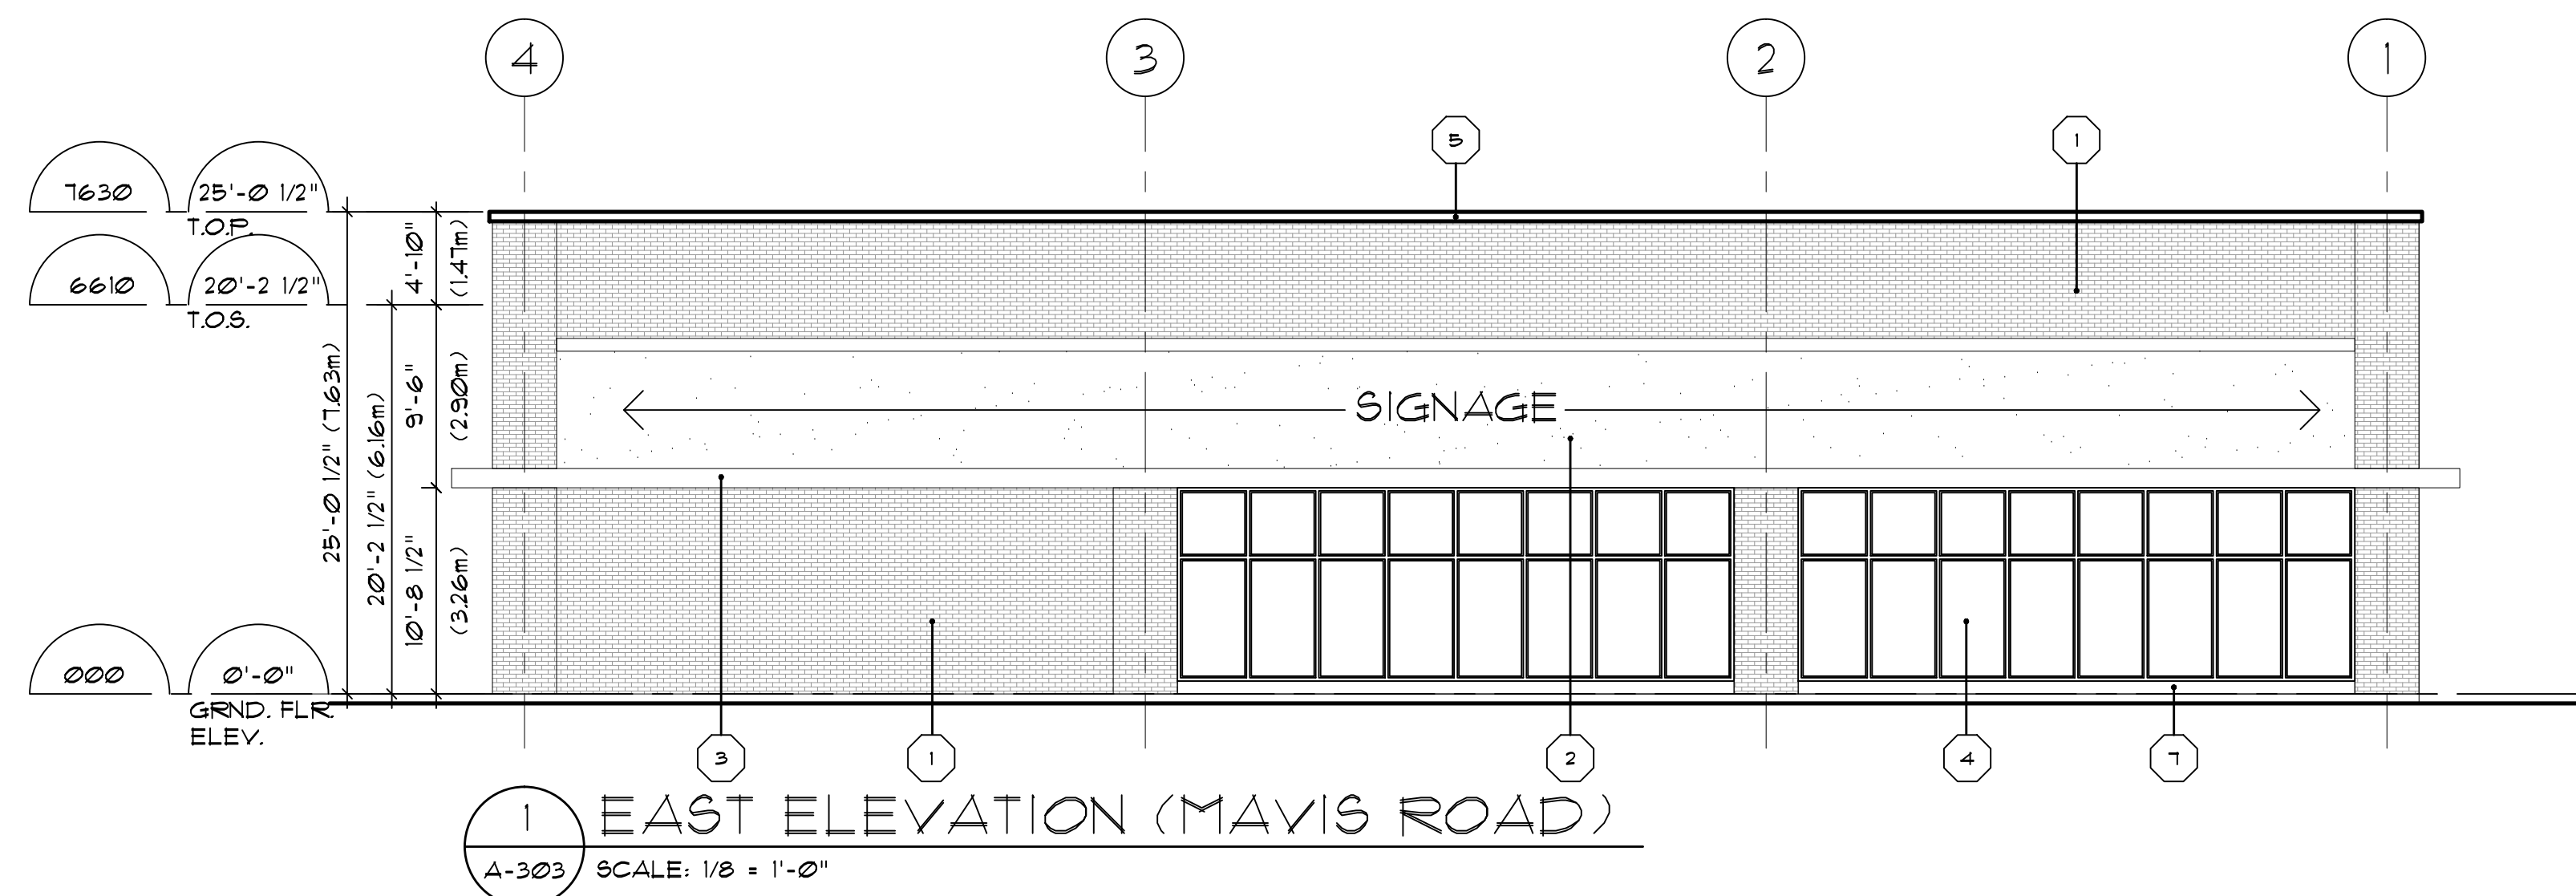 4 3 2 1
5 1
7630 25'-0 1/2"
T.O.P.
6610 20'-2 1/2"
T.O.S.
25'-0 1/2" (7.63m)
20'-2 1/2" (6.16m)
4'-10" (1.47m)
9'-6" (2.90m)
10'-8 1/2" (3.26m)
SIGNAGE
000 0'-0"
GRND. FLR.
ELEV.
3 1 2 4 7
1 EAST ELEVATION (MAVIS ROAD)
A-303 SCALE: 1/8 = 1'-0"